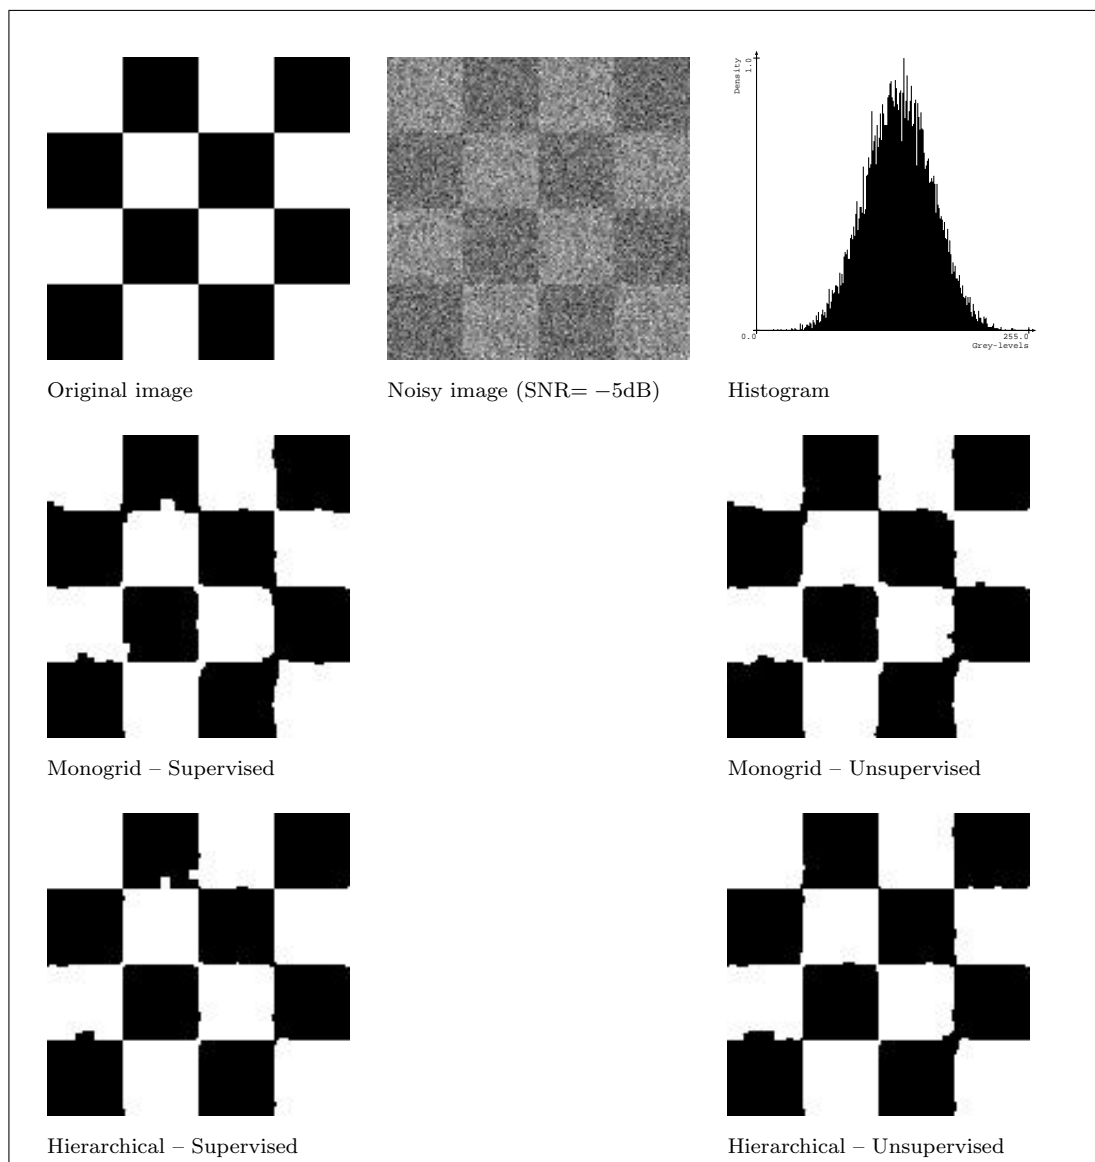 Density
1.0
0.0
255.0
Grey-levels
Original image
Noisy image (SNR= −5dB)
Histogram
Monogrid – Supervised
Monogrid – Unsupervised
Hierarchical – Supervised
Hierarchical – Unsupervised